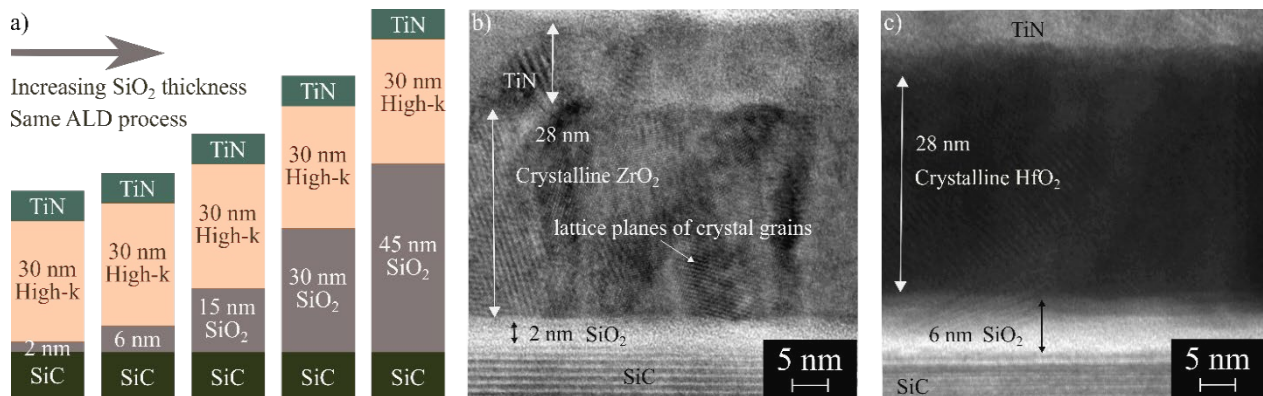 a)
Increasing SiO₂ thickness
Same ALD process
TiN
30 nm
High-k
2 nm
SiC
TiN
30 nm
High-k
6 nm
SiC
TiN
30 nm
High-k
15 nm
SiO₂
SiC
TiN
30 nm
High-k
30 nm
SiO₂
SiC
TiN
30 nm
High-k
45 nm
SiO₂
SiC
b)
TiN
28 nm
Crystalline ZrO₂
lattice planes of crystal grains
2 nm SiO₂
SiC
5 nm
c)
TiN
28 nm
Crystalline HfO₂
6 nm SiO₂
SiC
5 nm